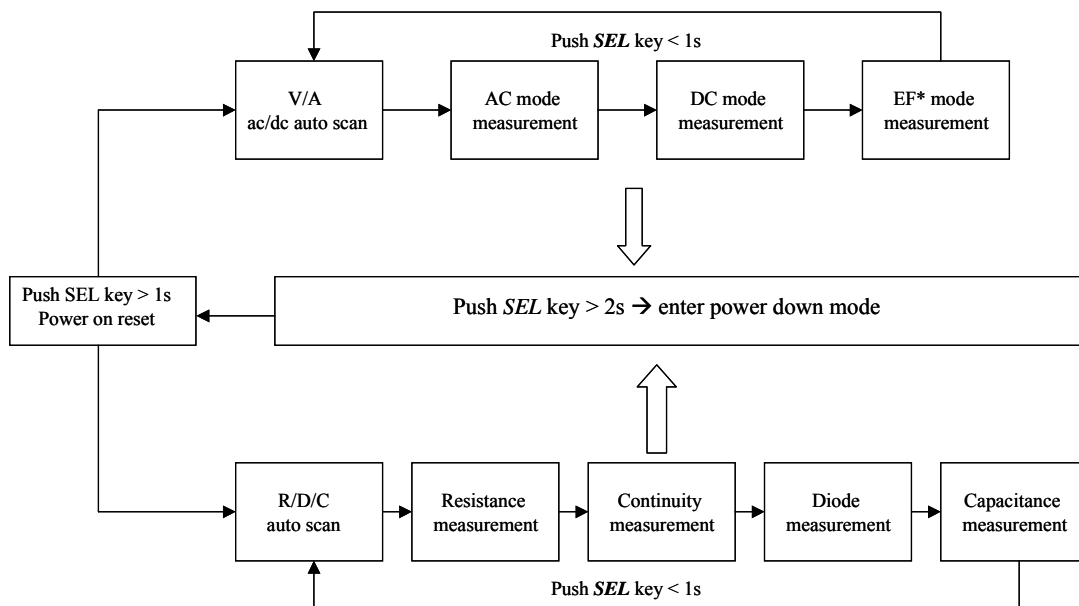 Push SEL key < 1s
V/A
ac/dc auto scan
AC mode
measurement
DC mode
measurement
EF* mode
measurement
Push SEL key > 1s
Power on reset
Push SEL key > 2s → enter power down mode
R/D/C
auto scan
Resistance
measurement
Continuity
measurement
Diode
measurement
Capacitance
measurement
Push SEL key < 1s